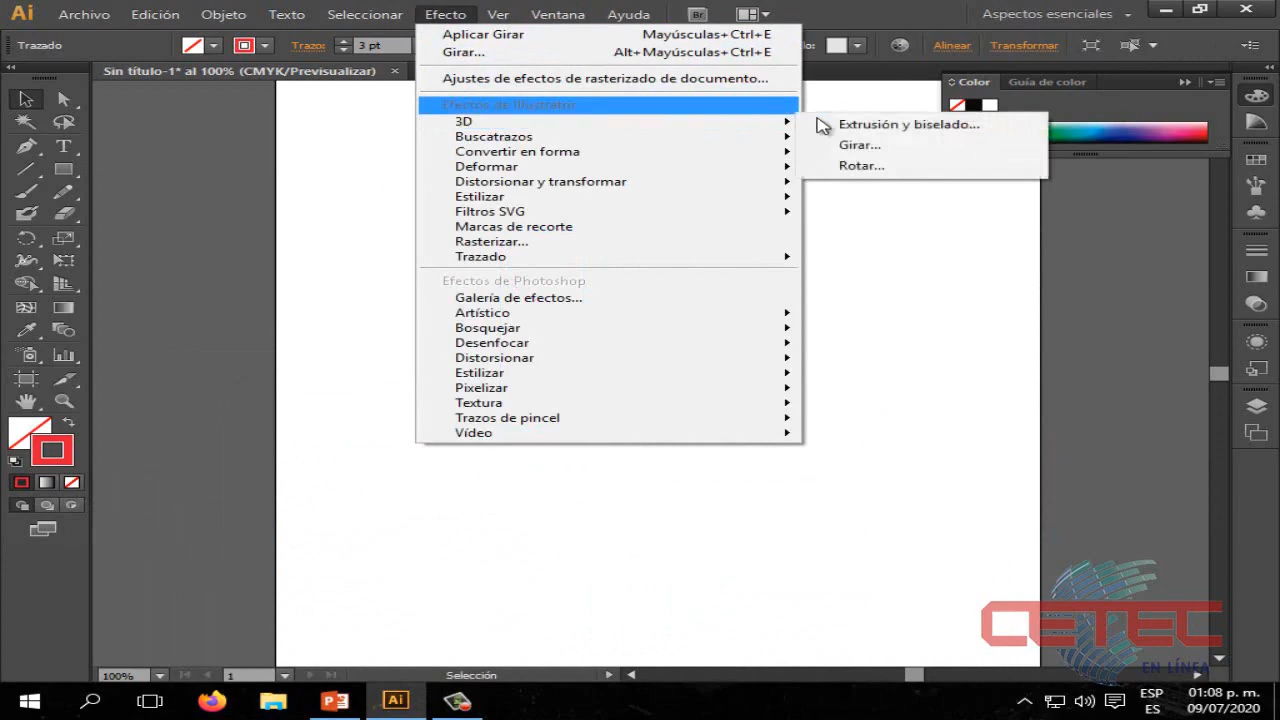 Ai Archivo Edición Objeto Texto Seleccionar Efecto Ver Ventana Ayuda Br Aspectos esenciales
Trazado Trazo: 3 pt Alinear Transformar
Sin título-1* al 100% (CMYK/Previsualizar) ×
Aplicar Girar Mayúsculas+Ctrl+E
Girar... Alt+Mayúsculas+Ctrl+E
Ajustes de efectos de rasterizado de documento...
Efectos de Illustrator
3D
Buscatrazos
Convertir en forma
Deformar
Distorsionar y transformar
Estilizar
Filtros SVG
Marcas de recorte
Rasterizar...
Trazado
Efectos de Photoshop
Galería de efectos...
Artístico
Bosquejar
Desenfocar
Distorsionar
Estilizar
Pixelizar
Textura
Trazos de pincel
Vídeo
Extrusión y biselado...
Girar...
Rotar...
Color Guía de color
CETEC
EN LÍNEA
100% 1 Selección
Ai
ESP
ES
01:08 p. m.
09/07/2020